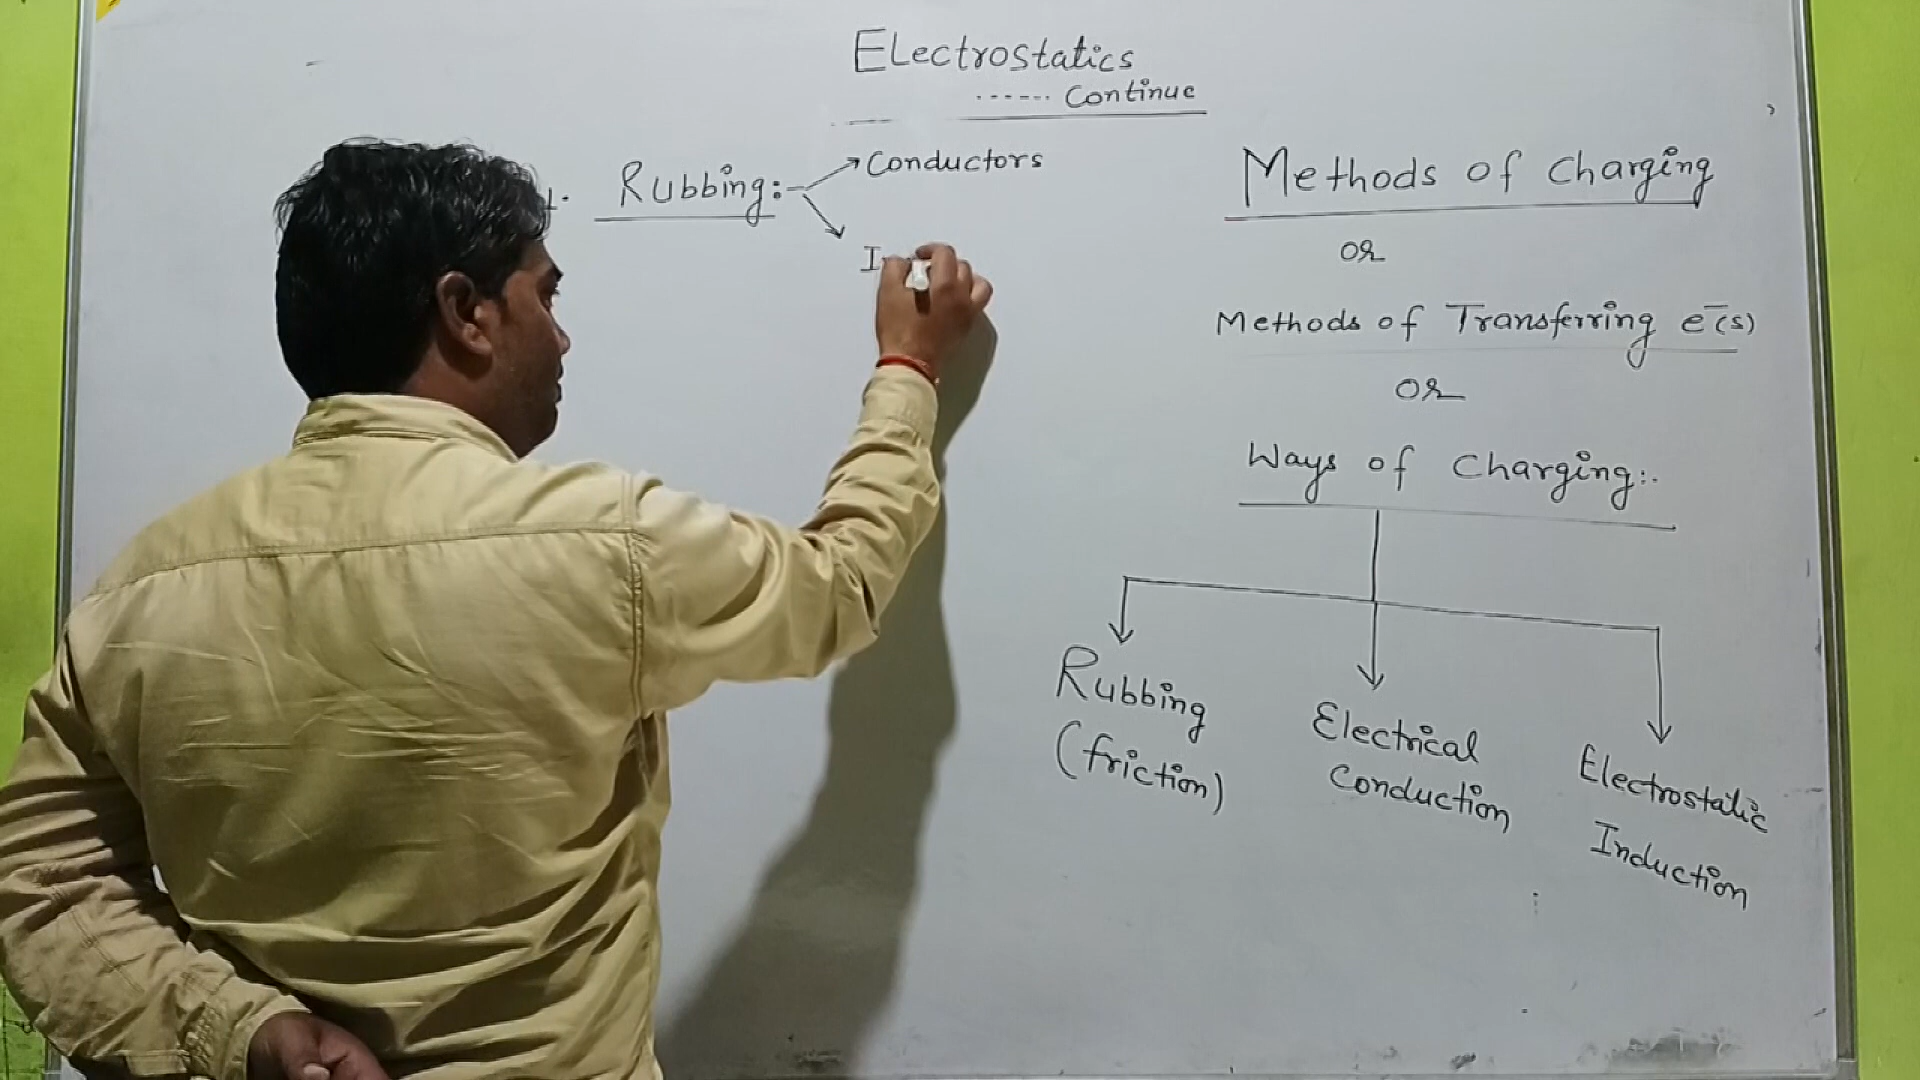 Electrostatics
...... Continue
1. Rubbing:- Conductors
Methods of Charging
or
Methods of Transferring e⁻(s)
or
Ways of Charging:-
Rubbing
(friction)
Electrical
Conduction
Electrostatic
Induction